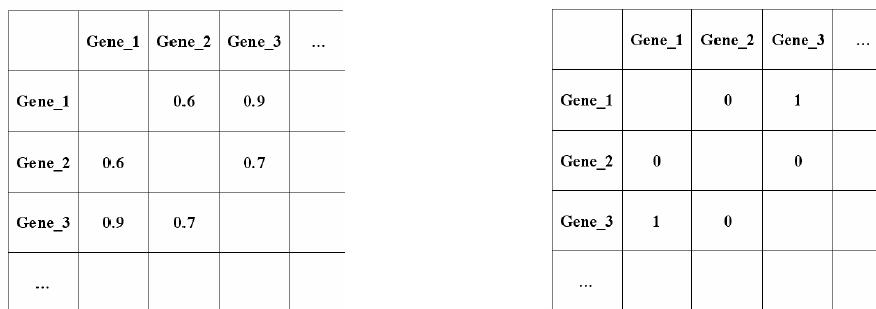 Gene_1 Gene_2 Gene_3 ...
Gene_1 0.6 0.9
Gene_2 0.6 0.7
Gene_3 0.9 0.7
...
Gene_1 Gene_2 Gene_3 ...
Gene_1 0 1
Gene_2 0 0
Gene_3 1 0
...